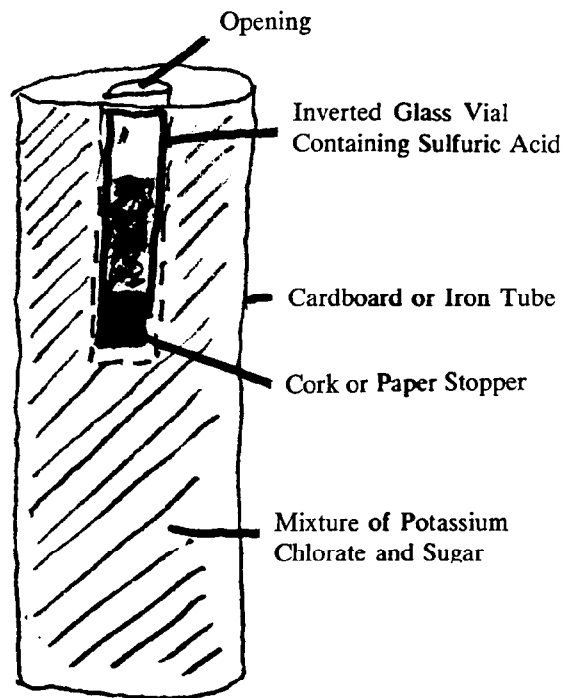 Opening
Inverted Glass Vial
Containing Sulfuric Acid
Cardboard or Iron Tube
Cork or Paper Stopper
Mixture of Potassium
Chlorate and Sugar